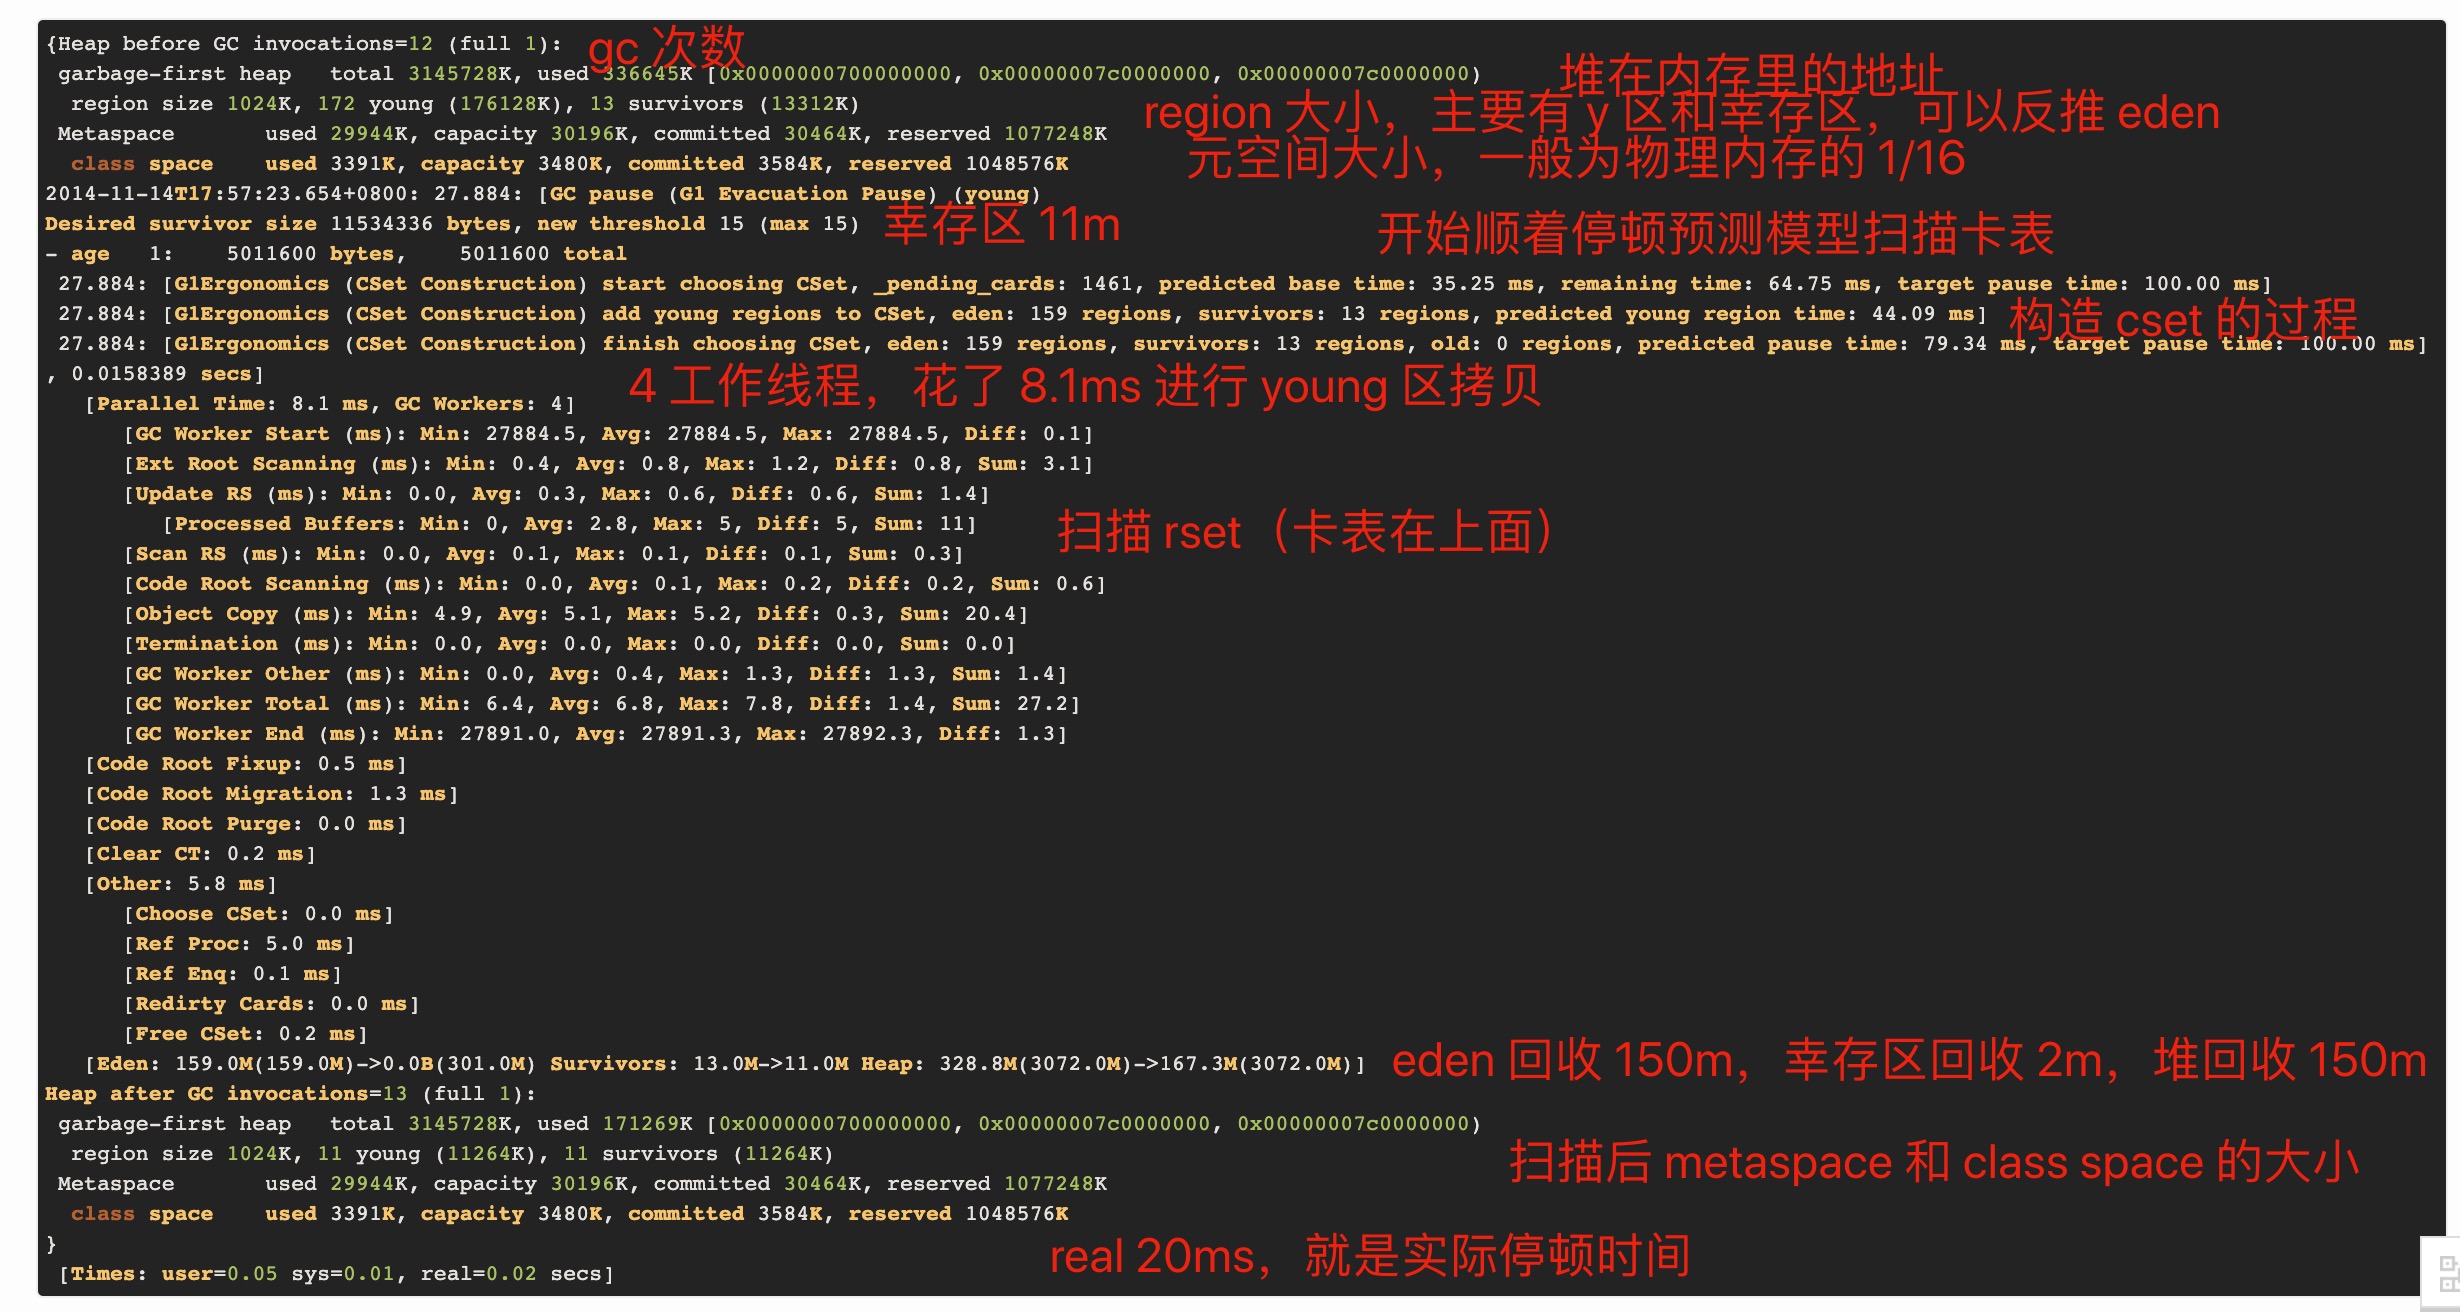 {Heap before GC invocations=12 (full 1):
gc 次数
garbage-first heap   total 3145728K, used 336645K [0x0000000700000000, 0x00000007c0000000, 0x00000007c0000000)
堆在内存里的地址
region size 1024K, 172 young (176128K), 13 survivors (13312K)
region 大小，主要有 y 区和幸存区，可以反推 eden
Metaspace       used 29944K, capacity 30196K, committed 30464K, reserved 1077248K
元空间大小，一般为物理内存的 1/16
class space    used 3391K, capacity 3480K, committed 3584K, reserved 1048576K
2014-11-14T17:57:23.654+0800: 27.884: [GC pause (G1 Evacuation Pause) (young)
Desired survivor size 11534336 bytes, new threshold 15 (max 15)
幸存区 11m
开始顺着停顿预测模型扫描卡表
- age   1:    5011600 bytes,    5011600 total
27.884: [G1Ergonomics (CSet Construction) start choosing CSet, _pending_cards: 1461, predicted base time: 35.25 ms, remaining time: 64.75 ms, target pause time: 100.00 ms]
27.884: [G1Ergonomics (CSet Construction) add young regions to CSet, eden: 159 regions, survivors: 13 regions, predicted young region time: 44.09 ms]
构造 cset 的过程
27.884: [G1Ergonomics (CSet Construction) finish choosing CSet, eden: 159 regions, survivors: 13 regions, old: 0 regions, predicted pause time: 79.34 ms, target pause time: 100.00 ms]
, 0.0158389 secs]
4 工作线程，花了 8.1ms 进行 young 区拷贝
[Parallel Time: 8.1 ms, GC Workers: 4]
[GC Worker Start (ms): Min: 27884.5, Avg: 27884.5, Max: 27884.5, Diff: 0.1]
[Ext Root Scanning (ms): Min: 0.4, Avg: 0.8, Max: 1.2, Diff: 0.8, Sum: 3.1]
[Update RS (ms): Min: 0.0, Avg: 0.3, Max: 0.6, Diff: 0.6, Sum: 1.4]
[Processed Buffers: Min: 0, Avg: 2.8, Max: 5, Diff: 5, Sum: 11]
扫描 rset（卡表在上面）
[Scan RS (ms): Min: 0.0, Avg: 0.1, Max: 0.1, Diff: 0.1, Sum: 0.3]
[Code Root Scanning (ms): Min: 0.0, Avg: 0.1, Max: 0.2, Diff: 0.2, Sum: 0.6]
[Object Copy (ms): Min: 4.9, Avg: 5.1, Max: 5.2, Diff: 0.3, Sum: 20.4]
[Termination (ms): Min: 0.0, Avg: 0.0, Max: 0.0, Diff: 0.0, Sum: 0.0]
[GC Worker Other (ms): Min: 0.0, Avg: 0.4, Max: 1.3, Diff: 1.3, Sum: 1.4]
[GC Worker Total (ms): Min: 6.4, Avg: 6.8, Max: 7.8, Diff: 1.4, Sum: 27.2]
[GC Worker End (ms): Min: 27891.0, Avg: 27891.3, Max: 27892.3, Diff: 1.3]
[Code Root Fixup: 0.5 ms]
[Code Root Migration: 1.3 ms]
[Code Root Purge: 0.0 ms]
[Clear CT: 0.2 ms]
[Other: 5.8 ms]
[Choose CSet: 0.0 ms]
[Ref Proc: 5.0 ms]
[Ref Enq: 0.1 ms]
[Redirty Cards: 0.0 ms]
[Free CSet: 0.2 ms]
[Eden: 159.0M(159.0M)->0.0B(301.0M) Survivors: 13.0M->11.0M Heap: 328.8M(3072.0M)->167.3M(3072.0M)]
eden 回收 150m，幸存区回收 2m，堆回收 150m
Heap after GC invocations=13 (full 1):
garbage-first heap   total 3145728K, used 171269K [0x0000000700000000, 0x00000007c0000000, 0x00000007c0000000)
region size 1024K, 11 young (11264K), 11 survivors (11264K)
扫描后 metaspace 和 class space 的大小
Metaspace       used 29944K, capacity 30196K, committed 30464K, reserved 1077248K
class space    used 3391K, capacity 3480K, committed 3584K, reserved 1048576K
}
real 20ms，就是实际停顿时间
[Times: user=0.05 sys=0.01, real=0.02 secs]